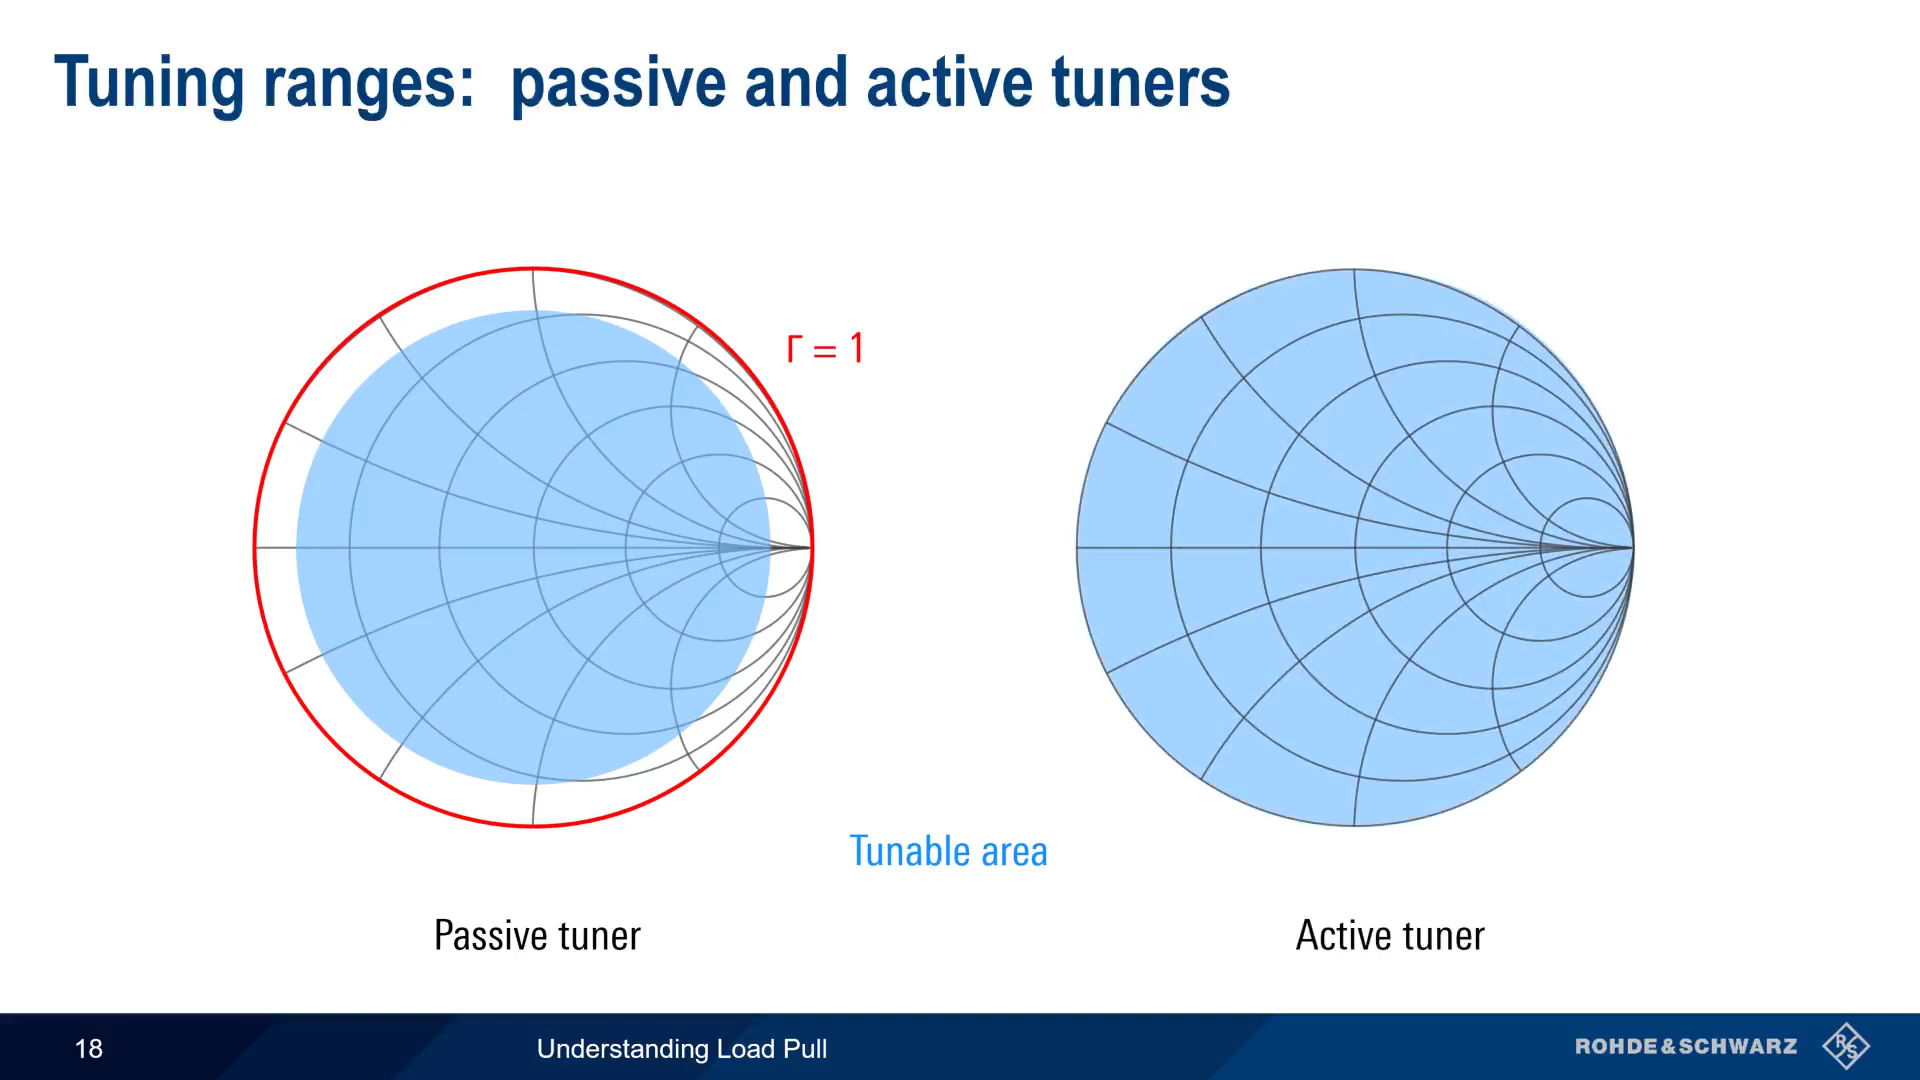 Tuning ranges: passive and active tuners
Γ = 1
Tunable area
Passive tuner
Active tuner
18
Understanding Load Pull
ROHDE&SCHWARZ
R
S